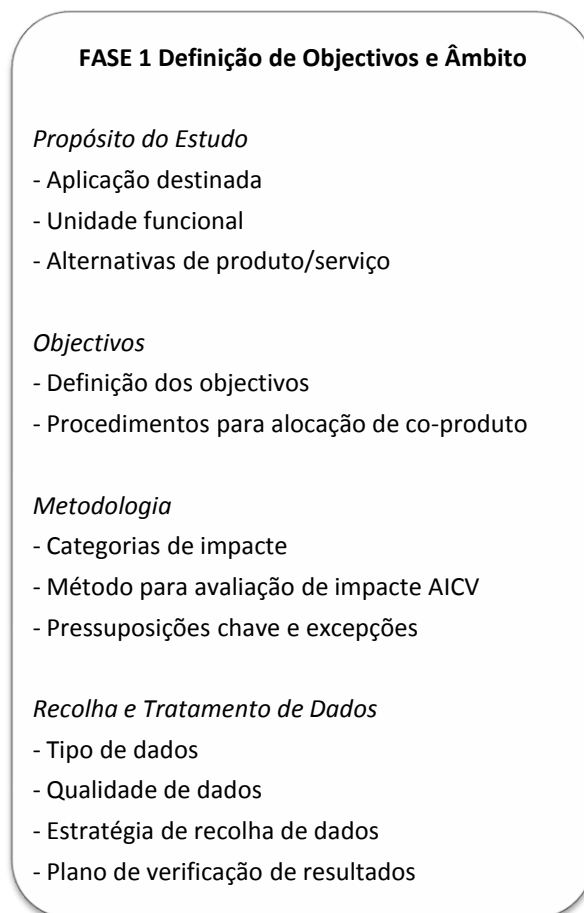 FASE 1 Definição de Objectivos e Âmbito
Propósito do Estudo
- Aplicação destinada
- Unidade funcional
- Alternativas de produto/serviço
Objectivos
- Definição dos objectivos
- Procedimentos para alocação de co-produto
Metodologia
- Categorias de impacte
- Método para avaliação de impacte AICV
- Pressuposições chave e excepções
Recolha e Tratamento de Dados
- Tipo de dados
- Qualidade de dados
- Estratégia de recolha de dados
- Plano de verificação de resultados